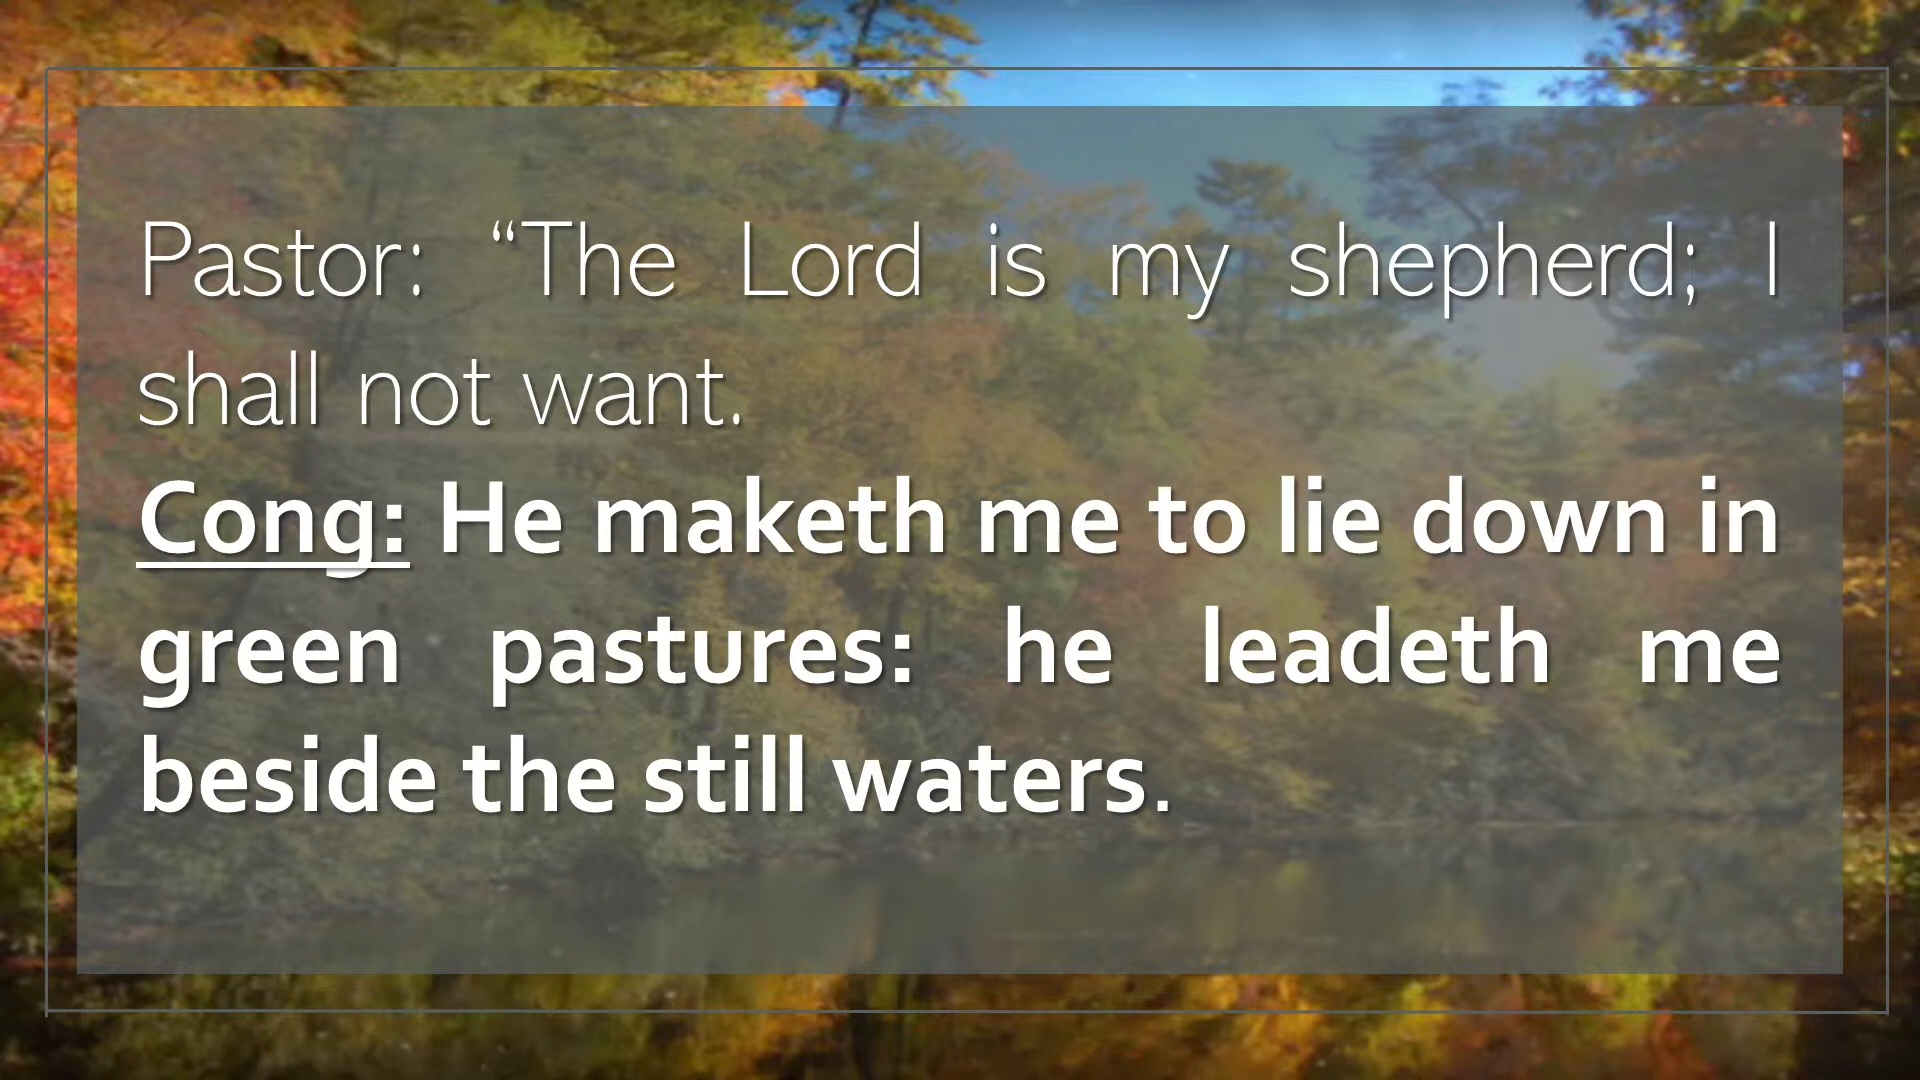 Pastor: “The Lord is my shepherd; I
shall not want.
Cong: He maketh me to lie down in
green pastures: he leadeth me
beside the still waters.